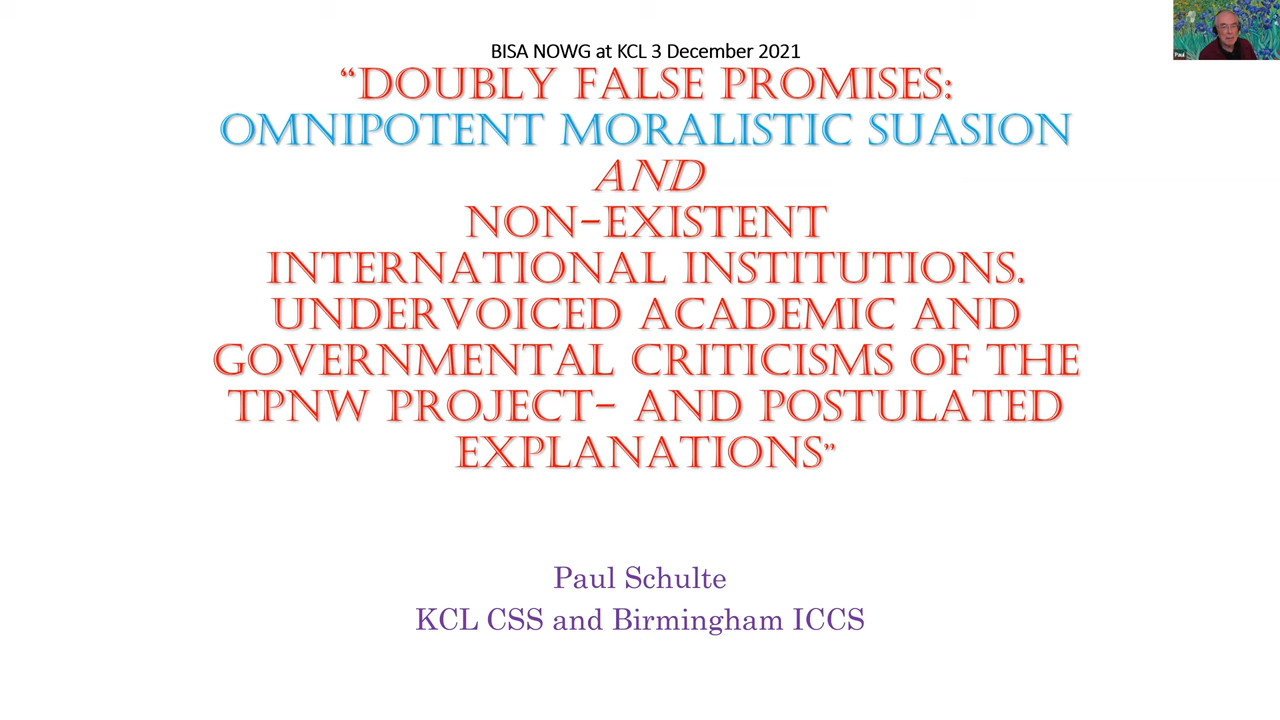 BISA NOWG at KCL 3 December 2021
“DOUBLY FALSE PROMISES:
OMNIPOTENT MORALISTIC SUASION
AND
NON-EXISTENT
INTERNATIONAL INSTITUTIONS.
UNDERVOICED ACADEMIC AND
GOVERNMENTAL CRITICISMS OF THE
TPNW PROJECT- AND POSTULATED
EXPLANATIONS”
Paul Schulte
KCL CSS and Birmingham ICCS
Paul